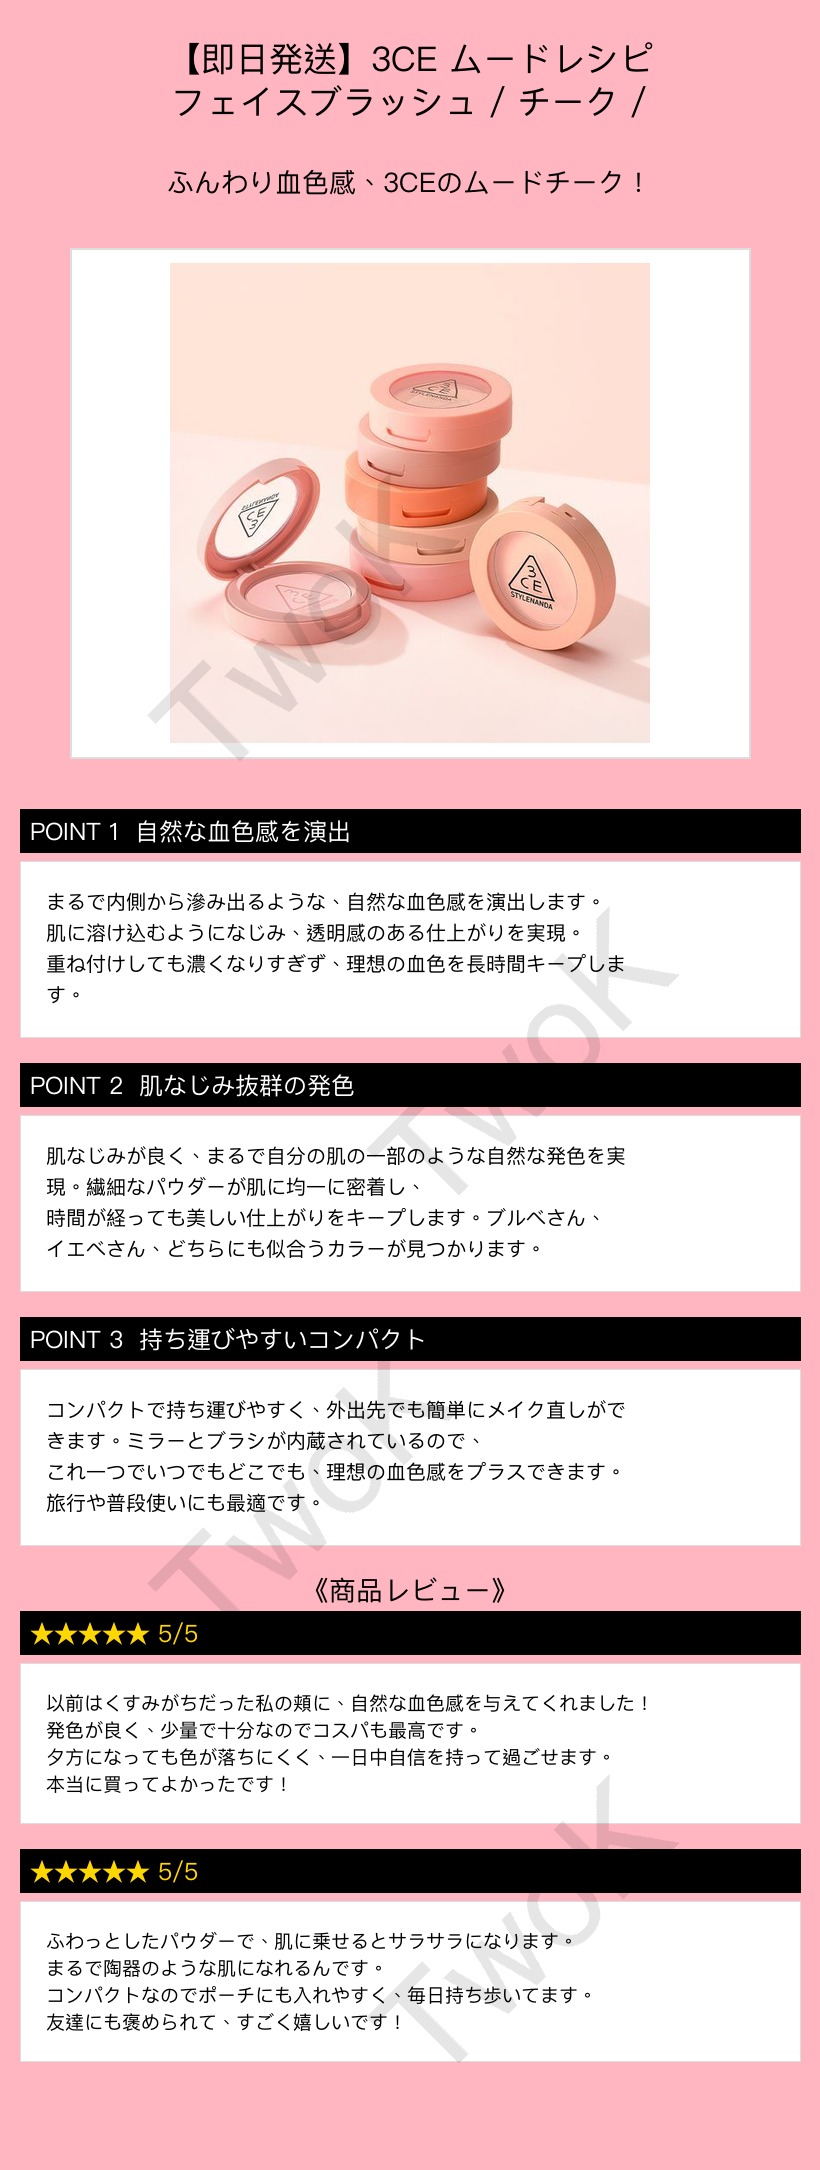 【即日発送】3CE ムードレシピ
フェイスブラッシュ / チーク /
ふんわり血色感、3CEのムードチーク！
3
CE
STYLENANDA
STYLENANDA
CE
3
3
CE
3
CE
STYLENANDA
TwoK
POINT 1 自然な血色感を演出
まるで内側から滲み出るような、自然な血色感を演出します。
肌に溶け込むようになじみ、透明感のある仕上がりを実現。
重ね付けしても濃くなりすぎず、理想の血色を長時間キープしま
す。
TwoK
POINT 2 肌なじみ抜群の発色
肌なじみが良く、まるで自分の肌の一部のような自然な発色を実
現。繊細なパウダーが肌に均一に密着し、
時間が経っても美しい仕上がりをキープします。ブルベさん、
イエベさん、どちらにも似合うカラーが見つかります。
POINT 3 持ち運びやすいコンパクト
コンパクトで持ち運びやすく、外出先でも簡単にメイク直しがで
きます。ミラーとブラシが内蔵されているので、
これ一つでいつでもどこでも、理想の血色感をプラスできます。
旅行や普段使いにも最適です。
TwoK
《商品レビュー》
★★★★★ 5/5
以前はくすみがちだった私の頬に、自然な血色感を与えてくれました！
発色が良く、少量で十分なのでコスパも最高です。
夕方になっても色が落ちにくく、一日中自信を持って過ごせます。
本当に買ってよかったです！
★★★★★ 5/5
ふわっとしたパウダーで、肌に乗せるとサラサラになります。
まるで陶器のような肌になれるんです。
コンパクトなのでポーチにも入れやすく、毎日持ち歩いてます。
友達にも褒められて、すごく嬉しいです！
TwoK